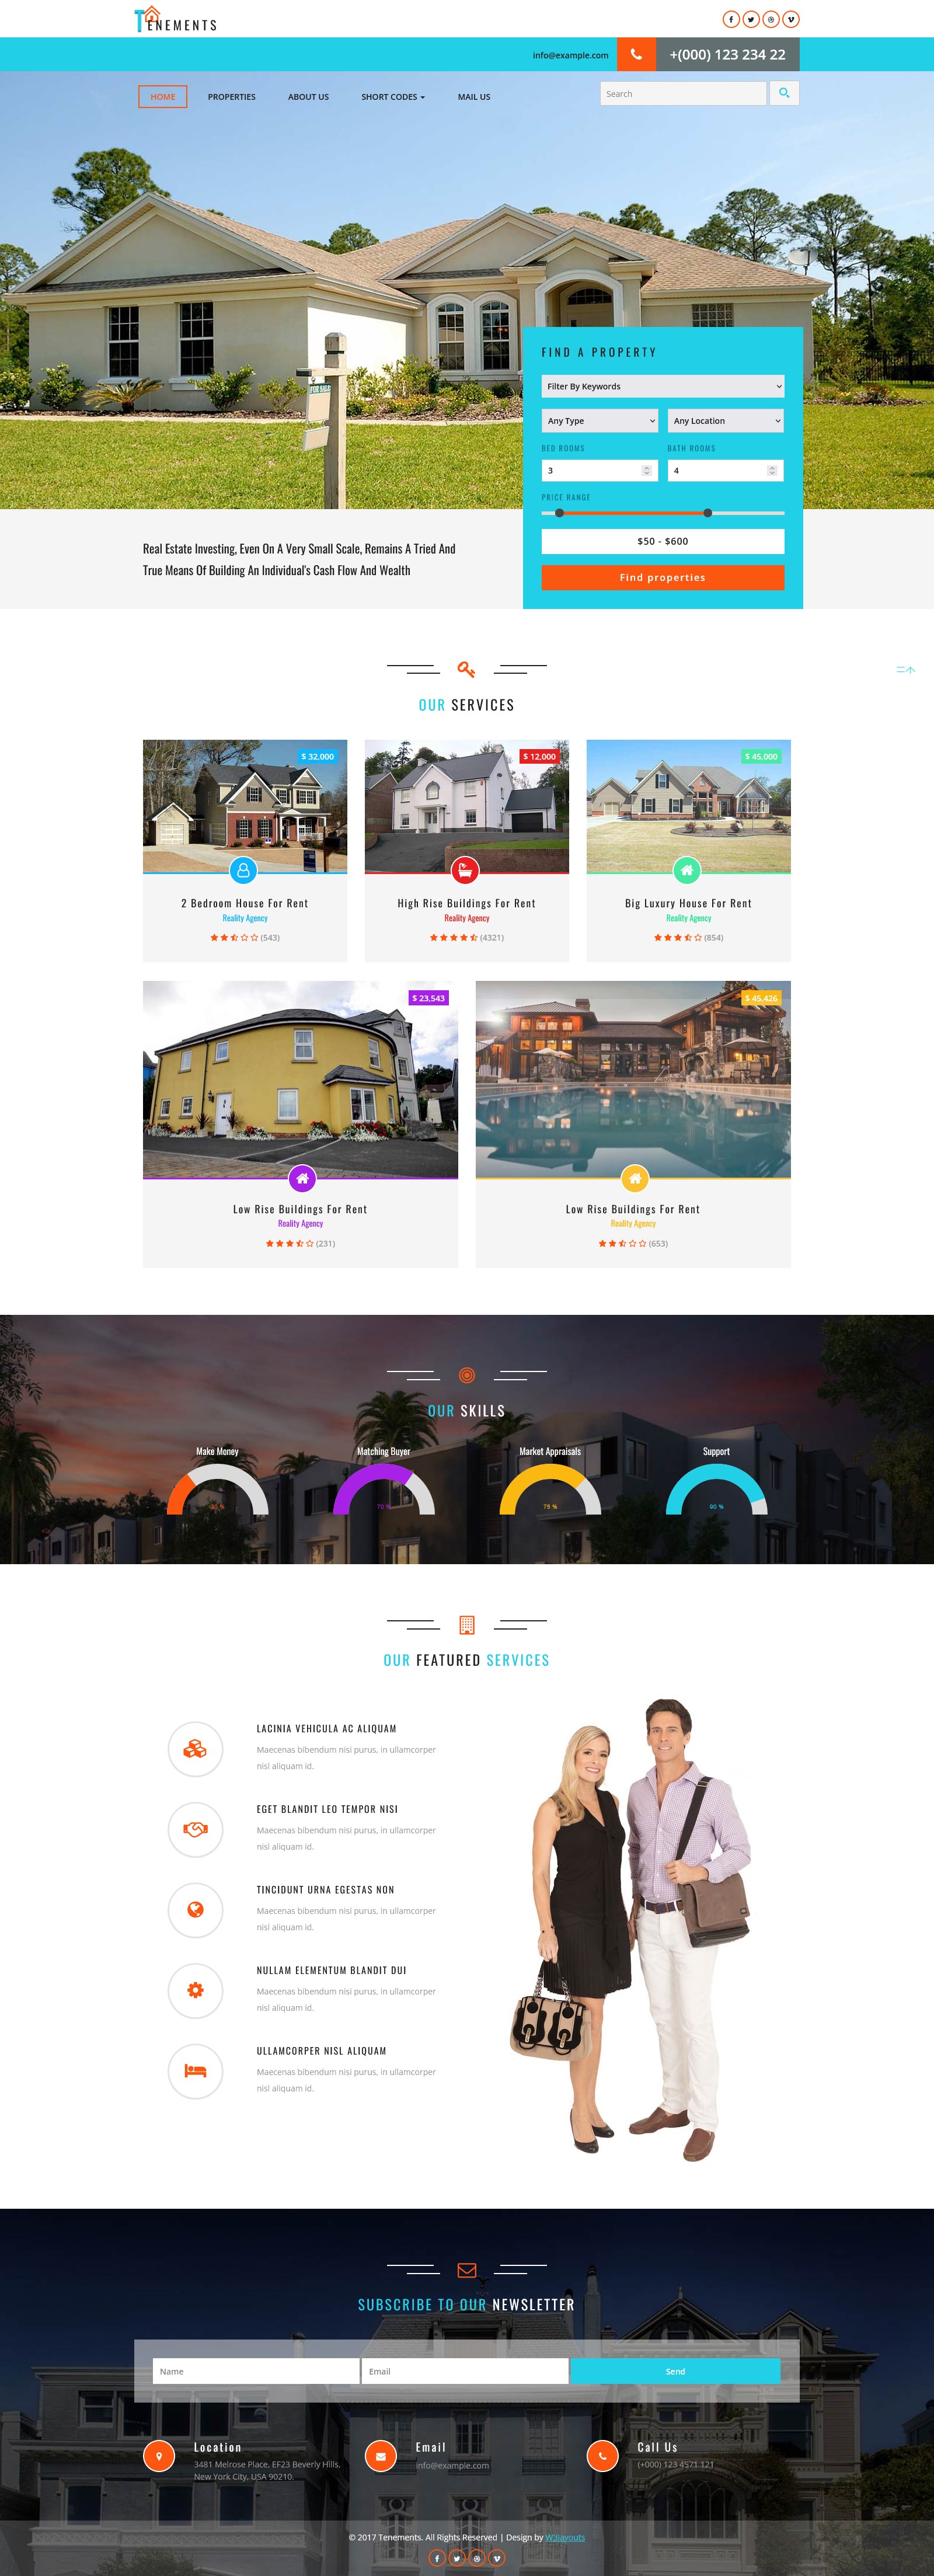 TENEMENTS
info@example.com
+(000) 123 234 22
HOME
PROPERTIES
ABOUT US
SHORT CODES
MAIL US
Search
FOR SALE
FIND A PROPERTY
Filter By Keywords
Any Type
Any Location
BED ROOMS
BATH ROOMS
3
4
PRICE RANGE
$50 - $600
Find properties
Real Estate Investing, Even On A Very Small Scale, Remains A Tried And
True Means Of Building An Individual's Cash Flow And Wealth
OUR SERVICES
$ 32,000
$ 12,000
$ 45,000
2 Bedroom House For Rent
Reality Agency
(543)
High Rise Buildings For Rent
Reality Agency
(4321)
Big Luxury House For Rent
Reality Agency
(854)
$ 23,543
$ 45,426
Low Rise Buildings For Rent
Reality Agency
(231)
Low Rise Buildings For Rent
Reality Agency
(653)
OUR SKILLS
Make Money
Matching Buyer
Market Appraisals
Support
70 %
75 %
90 %
OUR FEATURED SERVICES
LACINIA VEHICULA AC ALIQUAM
Maecenas bibendum nisi purus, in ullamcorper
nisl aliquam id.
EGET BLANDIT LEO TEMPOR NISI
Maecenas bibendum nisi purus, in ullamcorper
nisl aliquam id.
TINCIDUNT URNA EGESTAS NON
Maecenas bibendum nisi purus, in ullamcorper
nisl aliquam id.
NULLAM ELEMENTUM BLANDIT DUI
Maecenas bibendum nisi purus, in ullamcorper
nisl aliquam id.
ULLAMCORPER NISL ALIQUAM
Maecenas bibendum nisi purus, in ullamcorper
nisl aliquam id.
SUBSCRIBE TO OUR NEWSLETTER
Name
Email
Send
Location
3481 Melrose Place, EF23 Beverly Hills,
New York City, USA 90210.
Email
info@example.com
Call Us
(+000) 123 4571 121
© 2017 Tenements. All Rights Reserved | Design by W3layouts